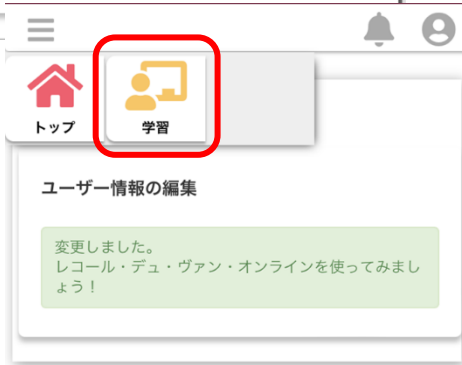 トップ
学習
ユーザー情報の編集
変更しました。
レコール・デュ・ヴァン・オンラインを使ってみまし
ょう！